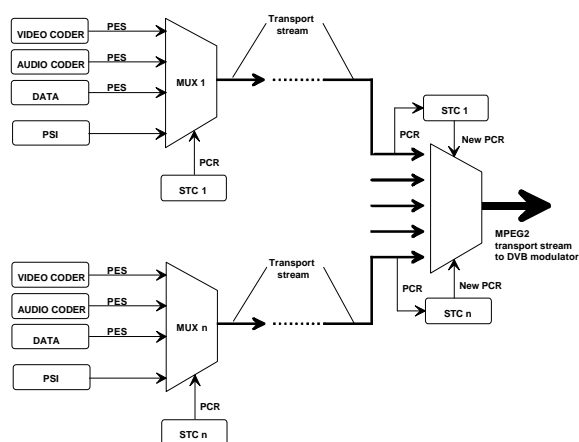 VIDEO CODER
PES
AUDIO CODER
PES
DATA
PES
PSI
MUX 1
PCR
STC 1
Transport
stream
STC 1
PCR
New PCR
MPEG2
transport stream
to DVB modulator
VIDEO CODER
PES
AUDIO CODER
PES
DATA
PES
PSI
MUX n
PCR
STC n
Transport
stream
PCR
New PCR
STC n